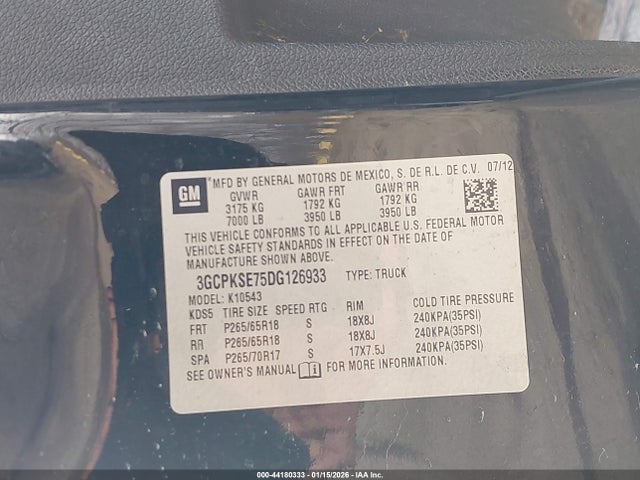 GM
MFD BY GENERAL MOTORS DE MEXICO, S. DE R.L. DE C.V. 07/12
GVWR GAWR FRT GAWR RR
3175 KG 1792 KG 1792 KG
7000 LB 3950 LB 3950 LB
THIS VEHICLE CONFORMS TO ALL APPLICABLE U.S. FEDERAL MOTOR
VEHICLE SAFETY STANDARDS IN EFFECT ON THE DATE OF
MANUFACTURE SHOWN ABOVE.
3GCPKSE75DG126933 TYPE: TRUCK
MODEL: K10543
KDS5 TIRE SIZE SPEED RTG RIM COLD TIRE PRESSURE
FRT P265/65R18 S 18X8J 240KPA(35PSI)
RR P265/65R18 S 18X8J 240KPA(35PSI)
SPA P265/70R17 S 17X7.5J 240KPA(35PSI)
SEE OWNER'S MANUAL FOR MORE INFORMATION.
000-44180333 - 01/15/2026 - IAA Inc.